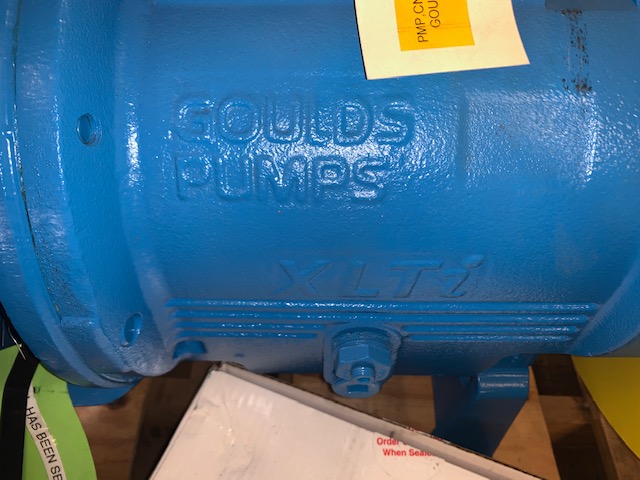 PMP,CN
GOU
GOULDS
PUMPS
XLTi
HAS BEEN SE
Order
When Seal